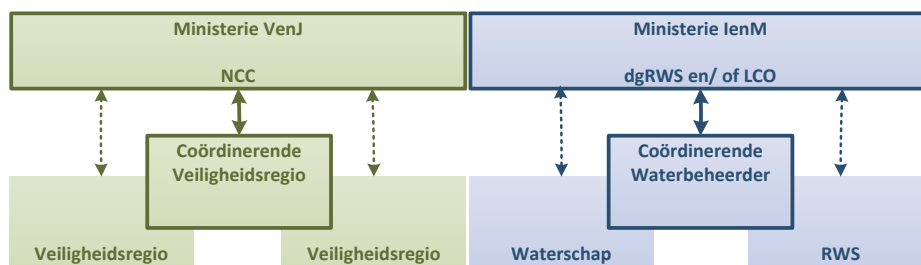 Ministerie VenJ
NCC
Coördinerende
Veiligheidsregio
Veiligheidsregio
Veiligheidsregio
Ministerie IenM
dgRWS en/ of LCO
Coördinerende
Waterbeheerder
Waterschap
RWS